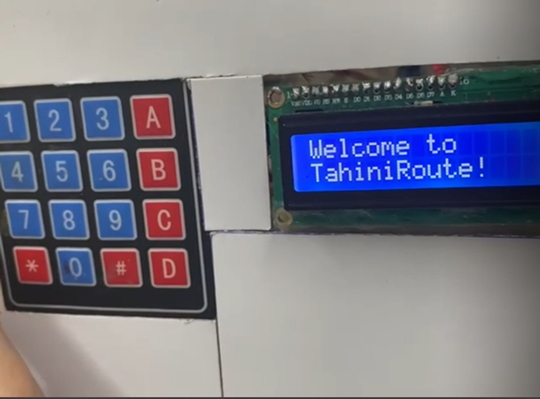 1 2 3 A
4 5 6 B
7 8 9 C
* 0 # D
Welcome to
TahiniRoute!